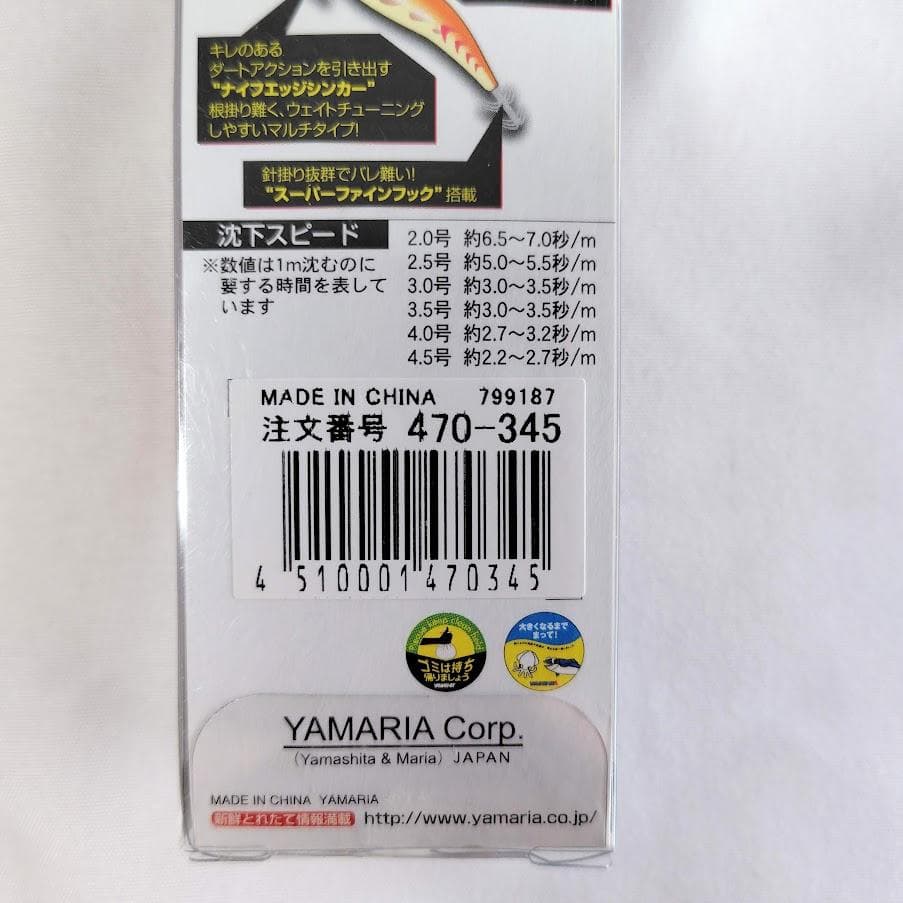 キレのある
ダートアクションを引き出す
"ナイフエッジシンカー"
根掛り難く、ウェイトチューニング
しやすいマルチタイプ!
針掛り抜群でバレ難い!
"スーパーファインフック"搭載
沈下スピード
※数値は1m沈むのに
要する時間を表して
います
2.0号 約6.5～7.0秒/m
2.5号 約5.0～5.5秒/m
3.0号 約3.0～3.5秒/m
3.5号 約3.0～3.5秒/m
4.0号 約2.7～3.2秒/m
4.5号 約2.2～2.7秒/m
MADE IN CHINA 799187
注文番号 470-345
4 510001 470345
Please keep clean field
ゴミは持ち
帰りましょう
大きくなるまで
まって!
YAMARIA Corp.
(Yamashita & Maria) JAPAN
MADE IN CHINA YAMARIA
新鮮とれたて情報満載 http://www.yamaria.co.jp/